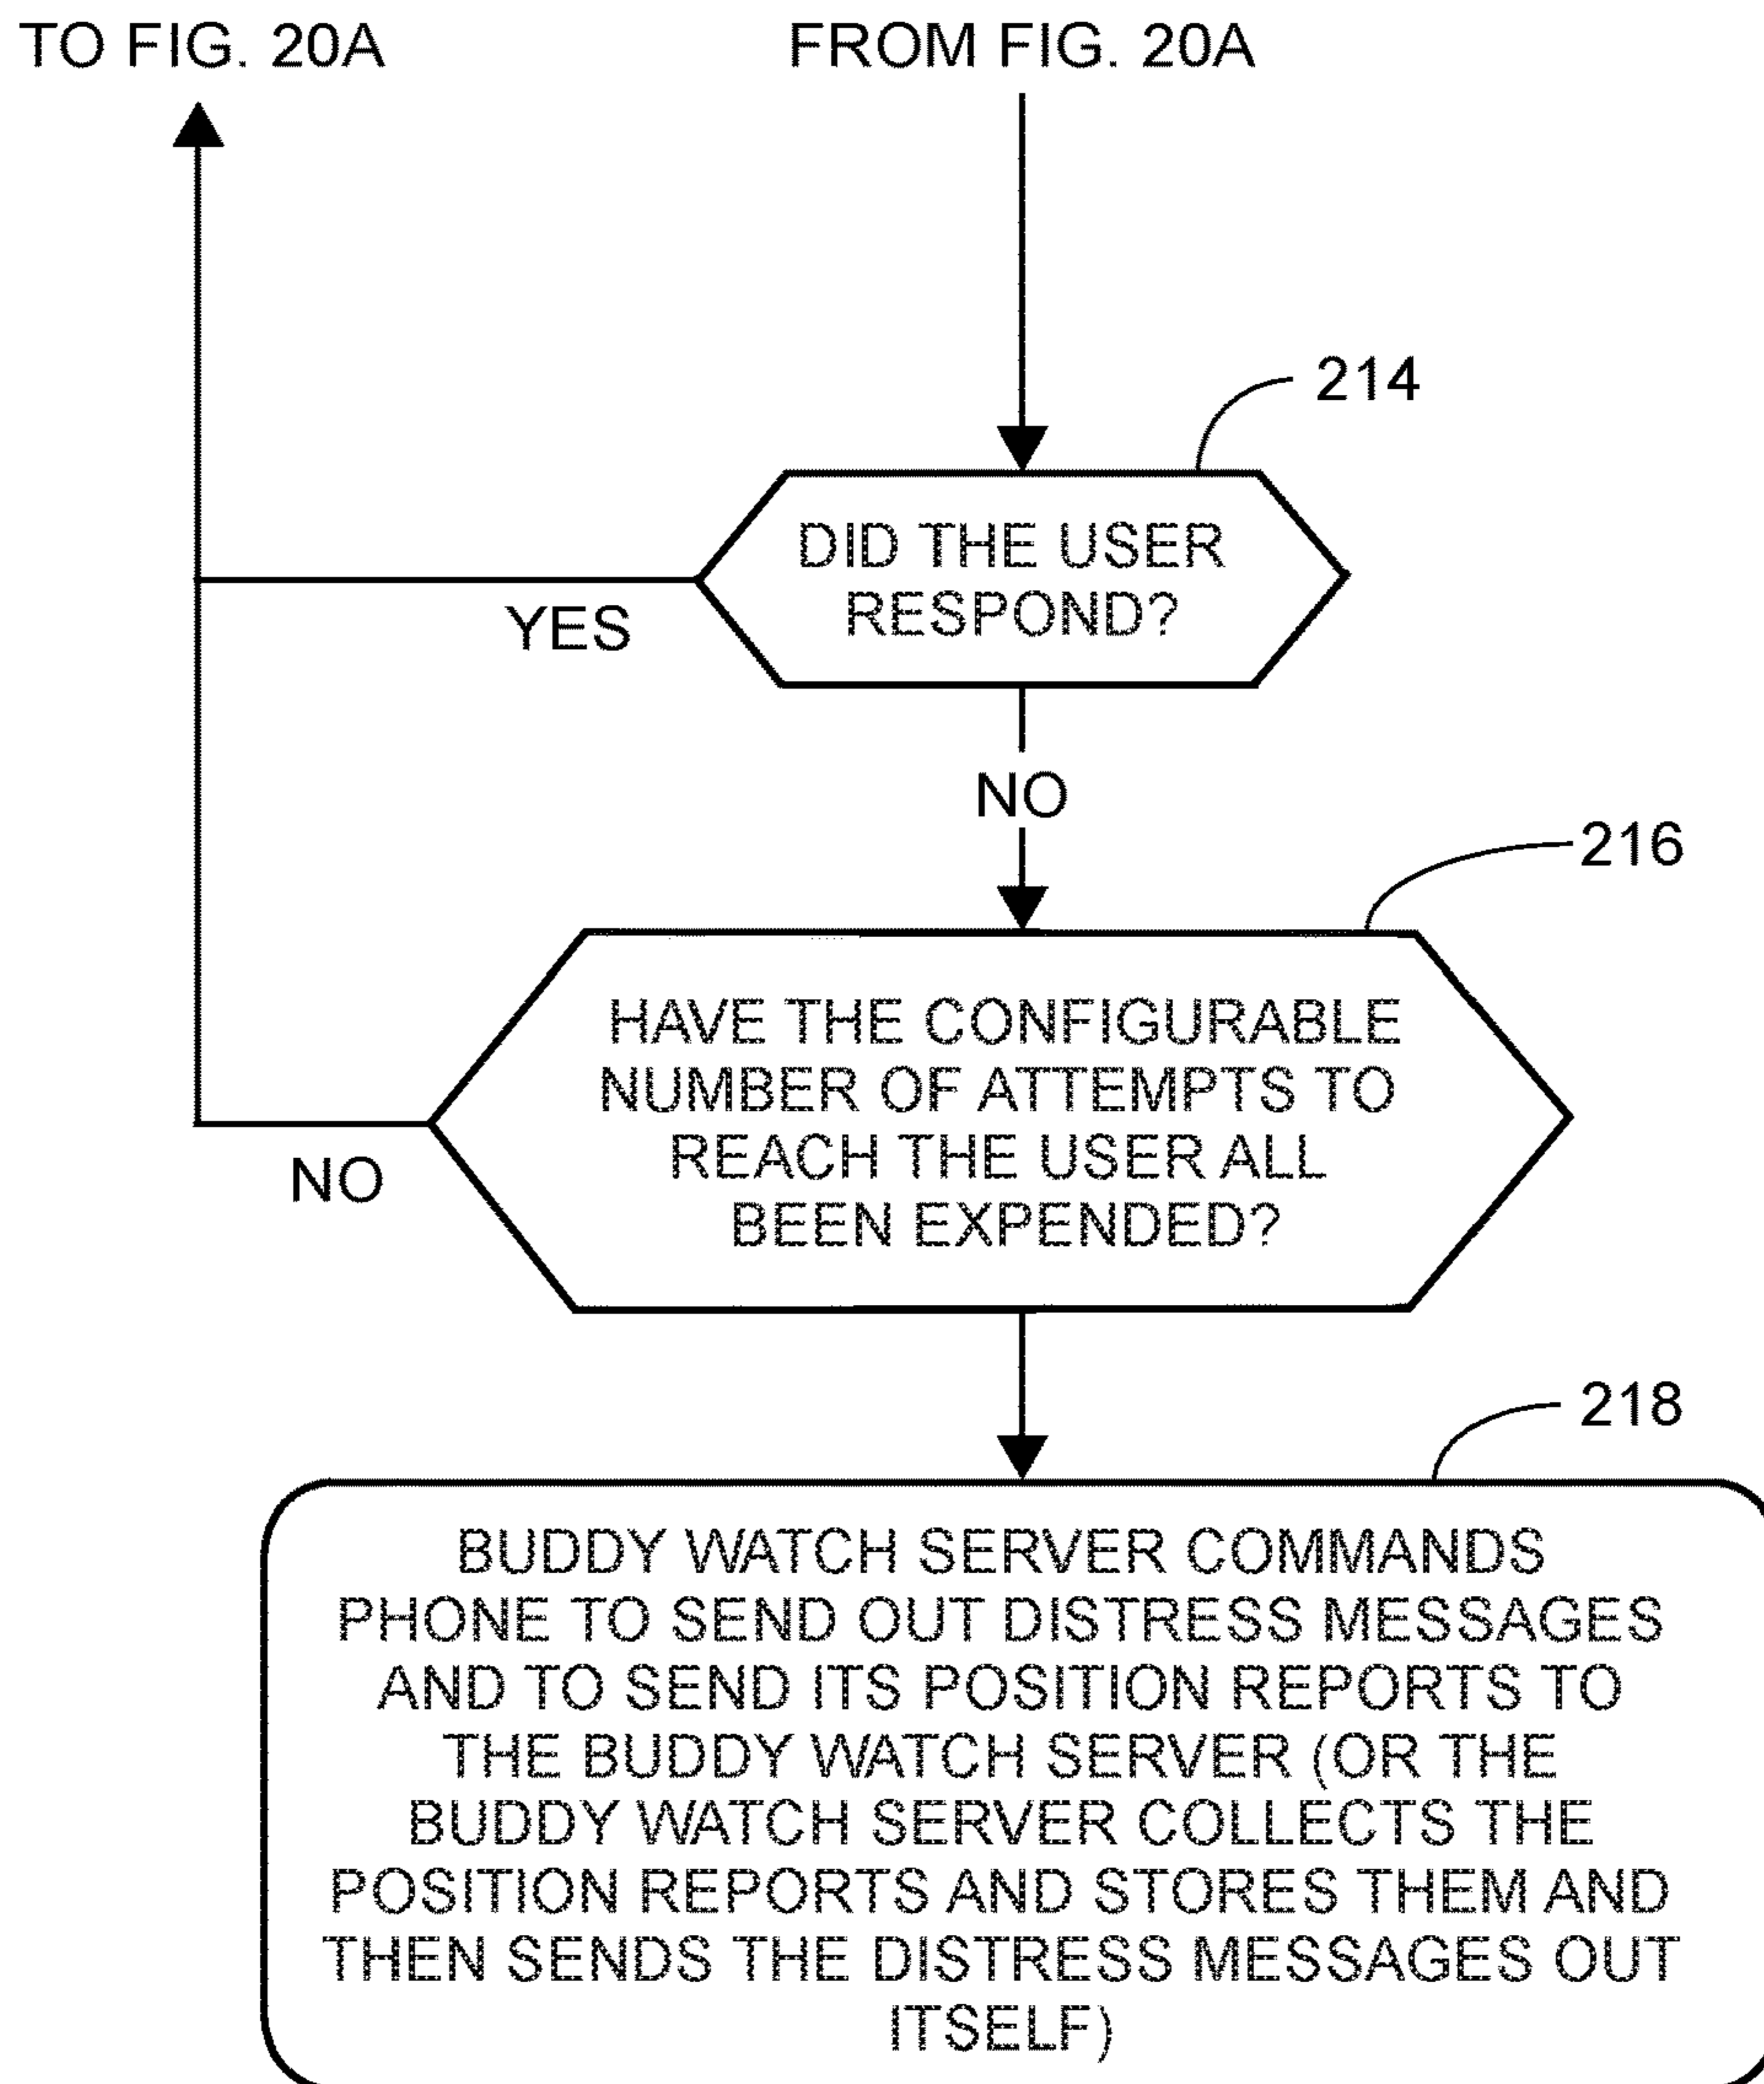 TO FIG. 20A
FROM FIG. 20A
214
DID THE USER
RESPOND?
YES
NO
216
HAVE THE CONFIGURABLE
NUMBER OF ATTEMPTS TO
REACH THE USER ALL
BEEN EXPENDED?
NO
218
BUDDY WATCH SERVER COMMANDS
PHONE TO SEND OUT DISTRESS MESSAGES
AND TO SEND ITS POSITION REPORTS TO
THE BUDDY WATCH SERVER (OR THE
BUDDY WATCH SERVER COLLECTS THE
POSITION REPORTS AND STORES THEM AND
THEN SENDS THE DISTRESS MESSAGES OUT
ITSELF)